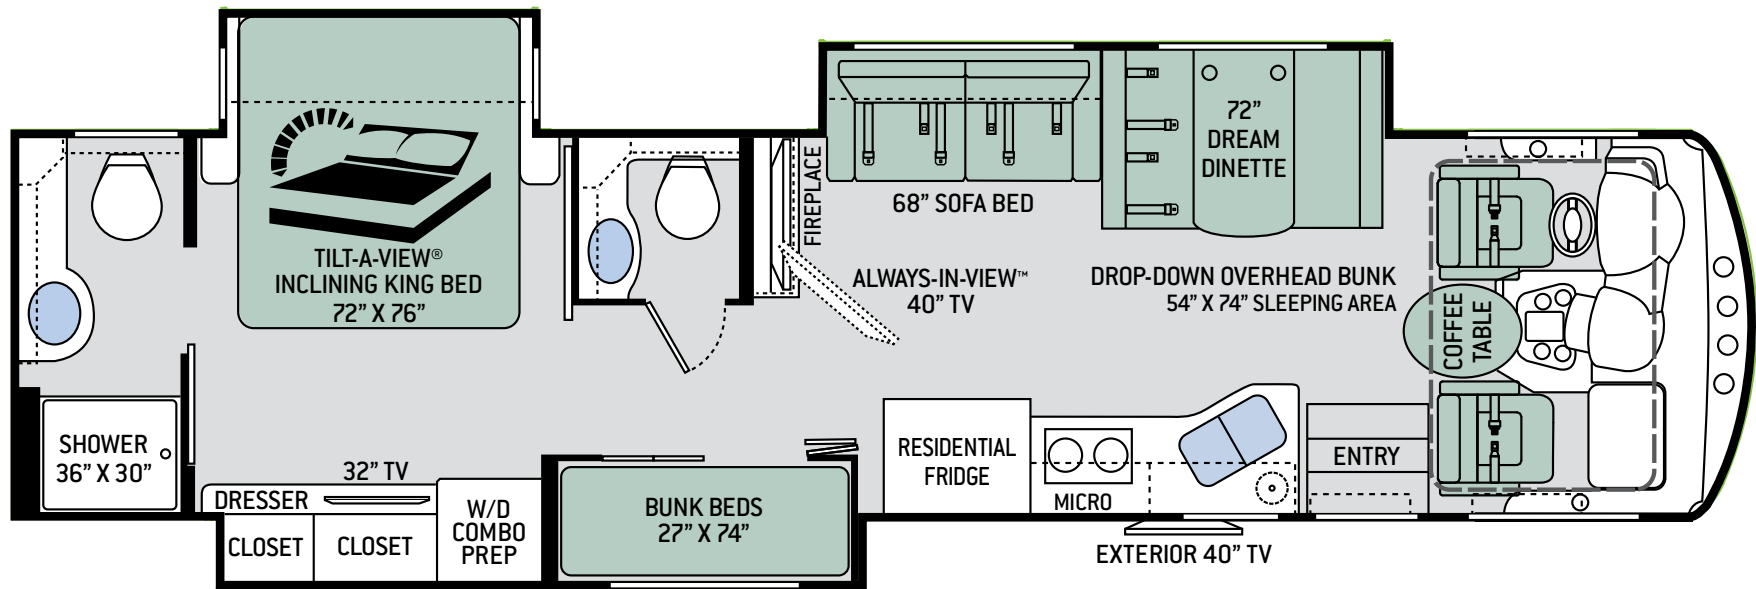 TILT-A-VIEW®
INCLINING KING BED
72” X 76”
FIREPLACE
68” SOFA BED
72”
DREAM
DINETTE
ALWAYS-IN-VIEW™
40” TV
DROP-DOWN OVERHEAD BUNK
54” X 74” SLEEPING AREA
COFFEE
TABLE
SHOWER
36” X 30”
32” TV
DRESSER
CLOSET
CLOSET
W/D
COMBO
PREP
BUNK BEDS
27” X 74”
RESIDENTIAL
FRIDGE
MICRO
ENTRY
EXTERIOR 40” TV